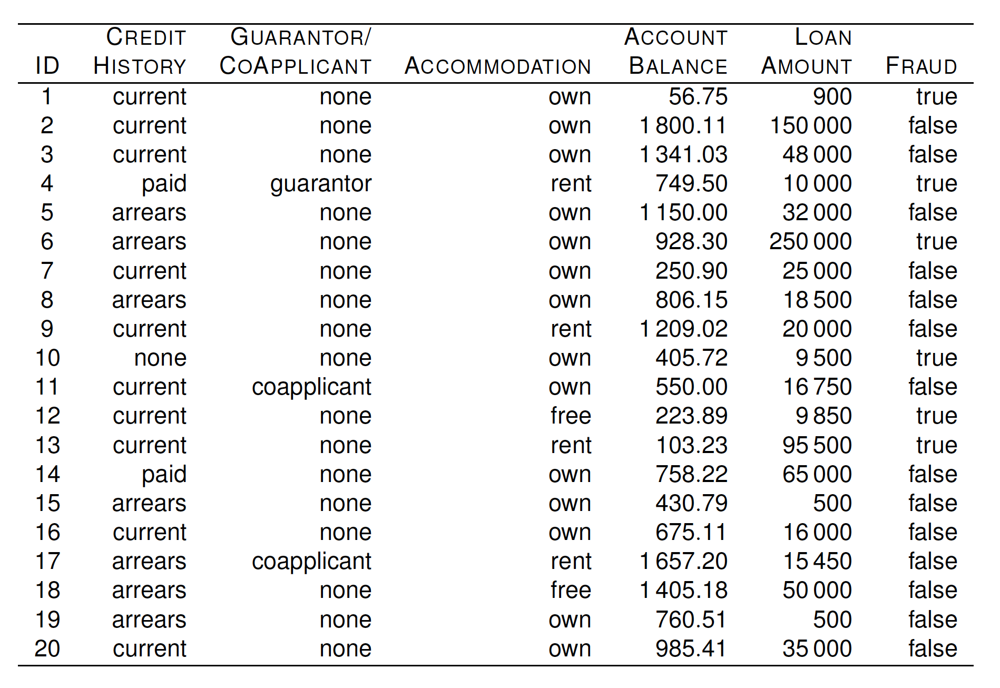 CREDIT GUARANTOR/ ACCOUNT LOAN
ID HISTORY COAPPLICANT ACCOMMODATION BALANCE AMOUNT FRAUD
1 current none own 56.75 900 true
2 current none own 1 800.11 150 000 false
3 current none own 1 341.03 48 000 false
4 paid guarantor rent 749.50 10 000 true
5 arrears none own 1 150.00 32 000 false
6 arrears none own 928.30 250 000 true
7 current none own 250.90 25 000 false
8 arrears none own 806.15 18 500 false
9 current none rent 1 209.02 20 000 false
10 none none own 405.72 9 500 true
11 current coapplicant own 550.00 16 750 false
12 current none free 223.89 9 850 true
13 current none rent 103.23 95 500 true
14 paid none own 758.22 65 000 false
15 arrears none own 430.79 500 false
16 current none own 675.11 16 000 false
17 arrears coapplicant rent 1 657.20 15 450 false
18 arrears none free 1 405.18 50 000 false
19 arrears none own 760.51 500 false
20 current none own 985.41 35 000 false